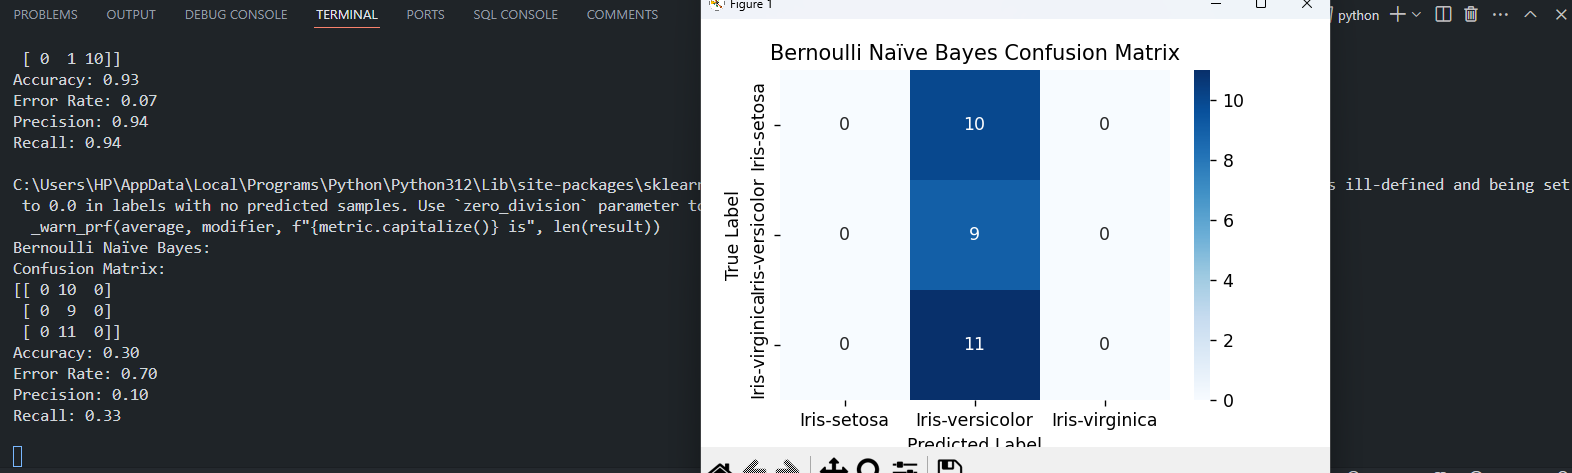 PROBLEMS OUTPUT DEBUG CONSOLE TERMINAL PORTS SQL CONSOLE COMMENTS
python
[ 0  1 10]]
Accuracy: 0.93
Error Rate: 0.07
Precision: 0.94
Recall: 0.94
C:\Users\HP\AppData\Local\Programs\Python\Python312\Lib\site-packages\sklearn
s ill-defined and being set
to 0.0 in labels with no predicted samples. Use `zero_division` parameter to
_warn_prf(average, modifier, f"{metric.capitalize()} is", len(result))
Bernoulli Naïve Bayes:
Confusion Matrix:
[[ 0 10  0]
[ 0  9  0]
[ 0 11  0]]
Accuracy: 0.30
Error Rate: 0.70
Precision: 0.10
Recall: 0.33
Figure 1
Bernoulli Naïve Bayes Confusion Matrix
True Label
Iris-setosa
Iris-versicolor
Iris-virginica
0 10 0
0 9 0
0 11 0
Iris-setosa Iris-versicolor Iris-virginica
Predicted Label
10
8
6
4
2
0